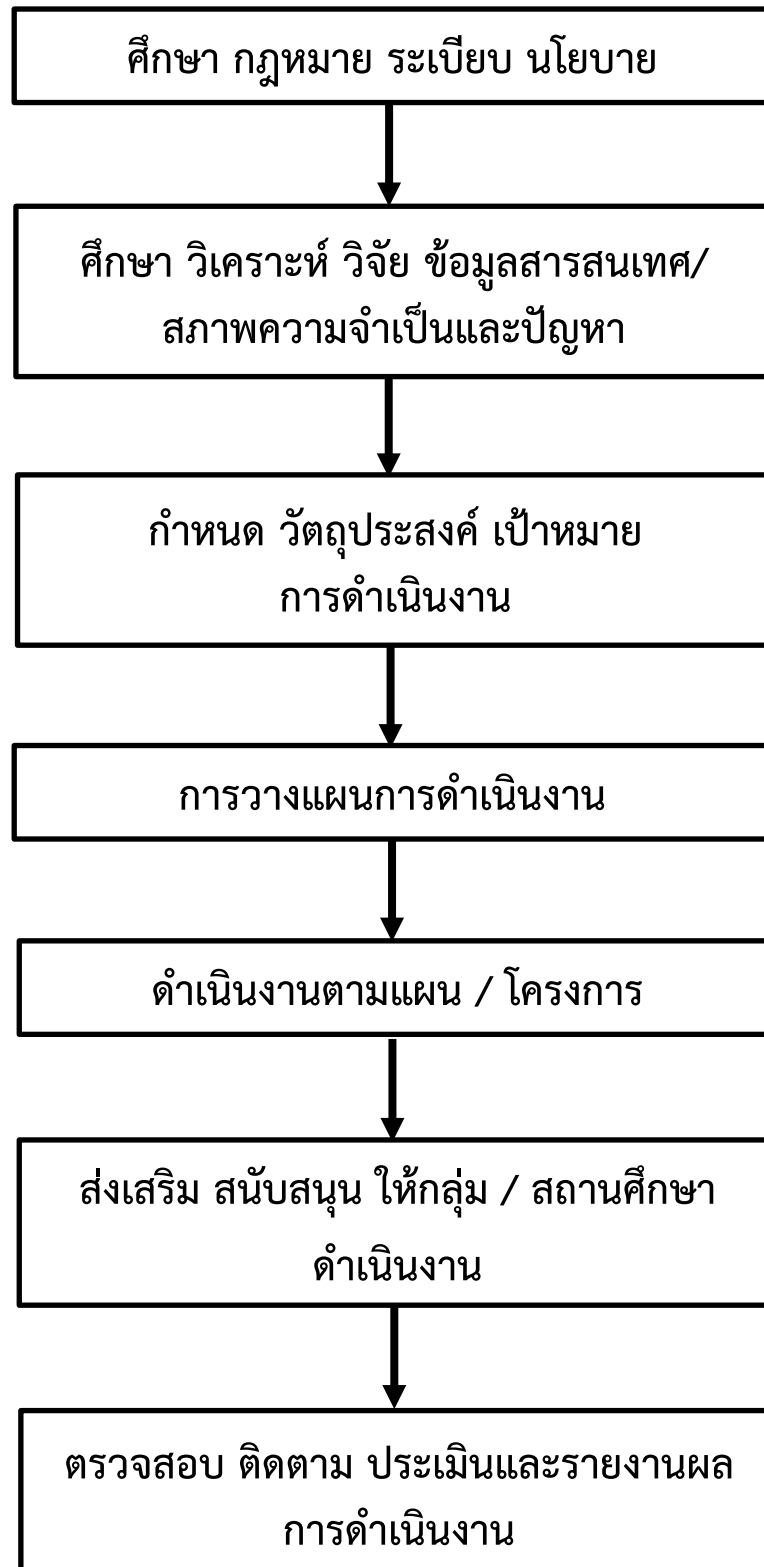 ศึกษา กฎหมาย ระเบียบ นโยบาย
ศึกษา วิเคราะห์ วิจัย ข้อมูลสารสนเทศ/
สภาพความจำเป็นและปัญหา
กำหนด วัตถุประสงค์ เป้าหมาย
การดำเนินงาน
การวางแผนการดำเนินงาน
ดำเนินงานตามแผน / โครงการ
ส่งเสริม สนับสนุน ให้กลุ่ม / สถานศึกษา
ดำเนินงาน
ตรวจสอบ ติดตาม ประเมินและรายงานผล
การดำเนินงาน